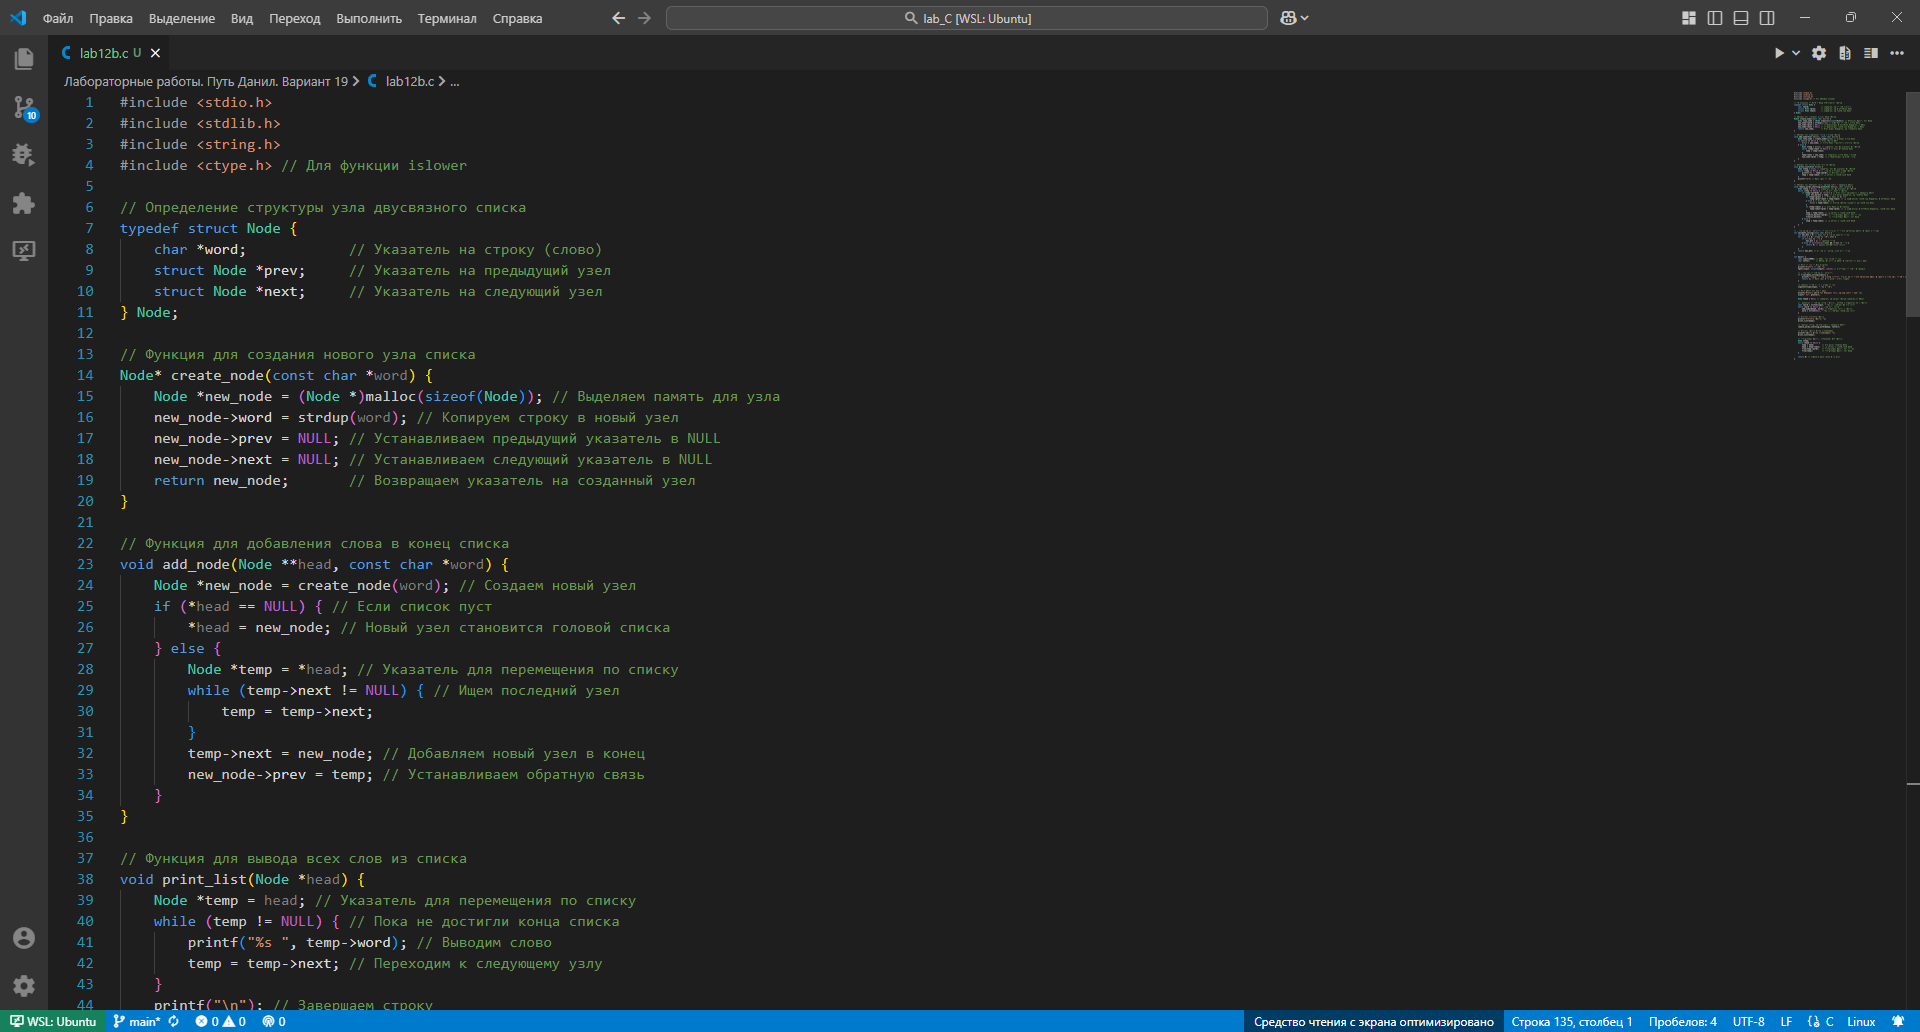 Файл Правка Выделение Вид Переход Выполнить Терминал Справка lab_C [WSL: Ubuntu]
lab12b.c U
Лабораторные работы. Путь Данил. Вариант 19 > lab12b.c > ...
1 #include <stdio.h>
2 #include <stdlib.h>
3 #include <string.h>
4 #include <ctype.h> // Для функции islower
5
6 // Определение структуры узла двусвязного списка
7 typedef struct Node {
8     char *word;            // Указатель на строку (слово)
9     struct Node *prev;     // Указатель на предыдущий узел
10     struct Node *next;     // Указатель на следующий узел
11 } Node;
12
13 // Функция для создания нового узла списка
14 Node* create_node(const char *word) {
15     Node *new_node = (Node *)malloc(sizeof(Node)); // Выделяем память для узла
16     new_node->word = strdup(word); // Копируем строку в новый узел
17     new_node->prev = NULL; // Устанавливаем предыдущий указатель в NULL
18     new_node->next = NULL; // Устанавливаем следующий указатель в NULL
19     return new_node;       // Возвращаем указатель на созданный узел
20 }
21
22 // Функция для добавления слова в конец списка
23 void add_node(Node **head, const char *word) {
24     Node *new_node = create_node(word); // Создаем новый узел
25     if (*head == NULL) { // Если список пуст
26         *head = new_node; // Новый узел становится головой списка
27     } else {
28         Node *temp = *head; // Указатель для перемещения по списку
29         while (temp->next != NULL) { // Ищем последний узел
30             temp = temp->next;
31         }
32         temp->next = new_node; // Добавляем новый узел в конец
33         new_node->prev = temp; // Устанавливаем обратную связь
34     }
35 }
36
37 // Функция для вывода всех слов из списка
38 void print_list(Node *head) {
39     Node *temp = head; // Указатель для перемещения по списку
40     while (temp != NULL) { // Пока не достигли конца списка
41         printf("%s ", temp->word); // Выводим слово
42         temp = temp->next; // Переходим к следующему узлу
43     }
44     printf("\n"); // Завершаем строку
10
WSL: Ubuntu main* 0 0 0 Средство чтения с экрана оптимизировано Строка 135, столбец 1 Пробелов: 4 UTF-8 LF {} C Linux